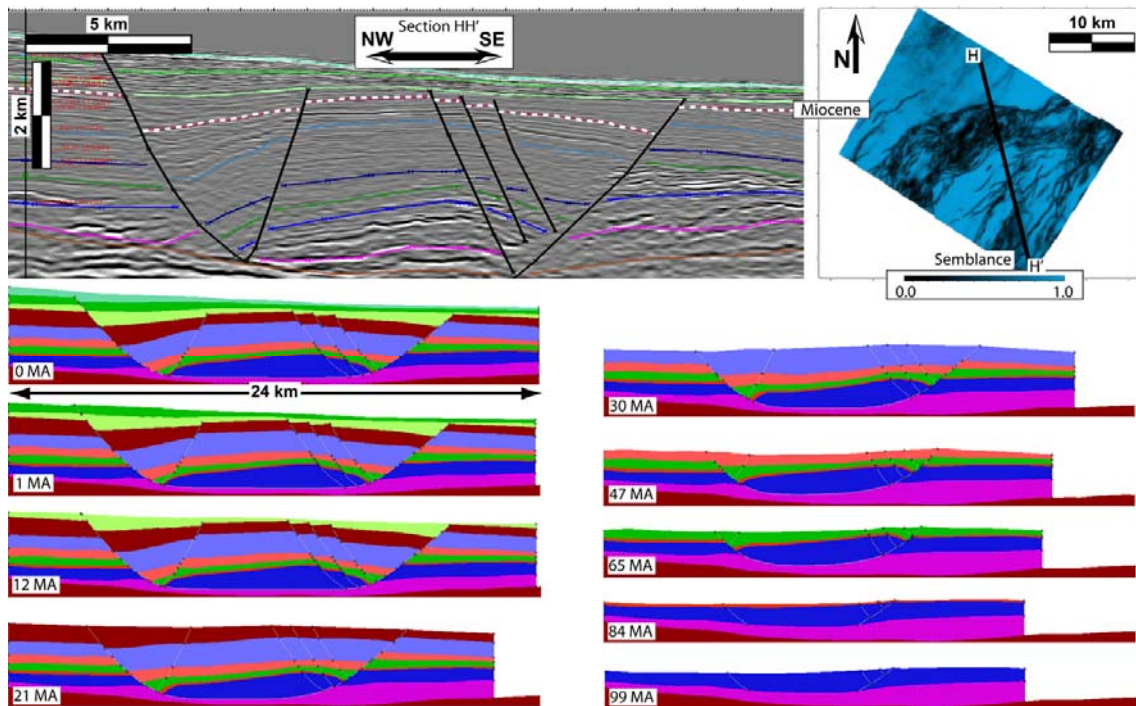 5 km
Section HH'
NW SE
2 km
Miocene
10 km
N
H
H'
Semblance
0.0 1.0
0 MA
24 km
1 MA
12 MA
21 MA
30 MA
47 MA
65 MA
84 MA
99 MA